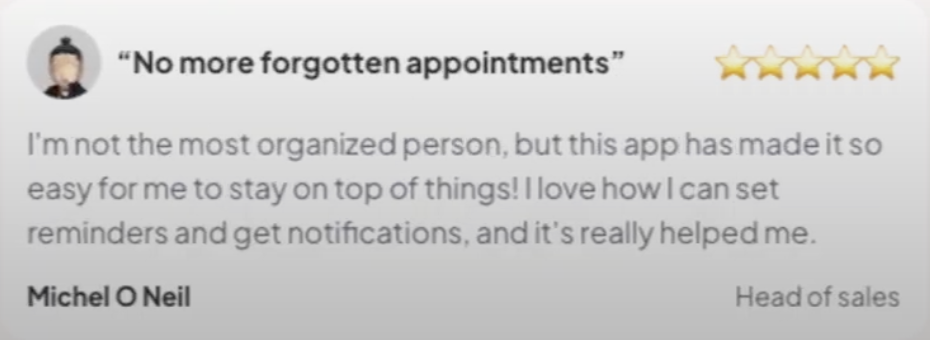 “No more forgotten appointments”
I'm not the most organized person, but this app has made it so
easy for me to stay on top of things! I love how I can set
reminders and get notifications, and it's really helped me.
Michel O Neil
Head of sales